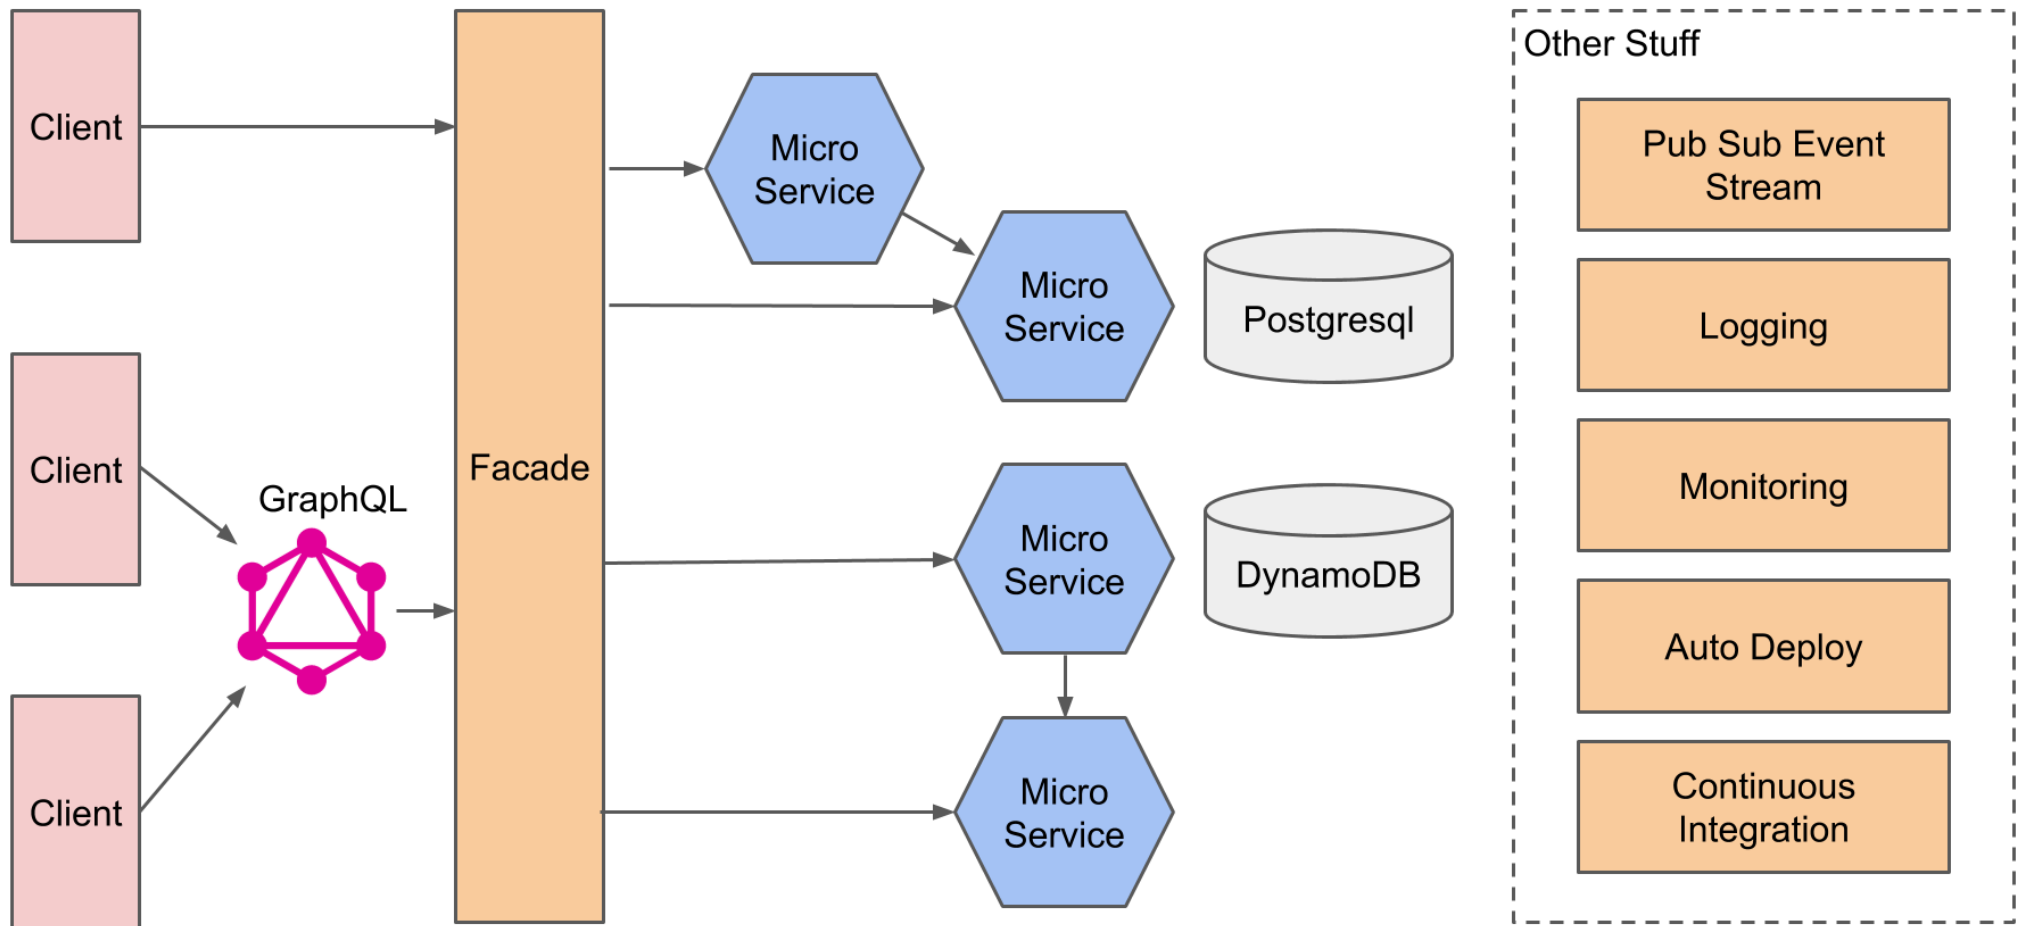 Client
Client
Client
GraphQL
Facade
Micro
Service
Micro
Service
Micro
Service
Micro
Service
Postgresql
DynamoDB
Other Stuff
Pub Sub Event
Stream
Logging
Monitoring
Auto Deploy
Continuous
Integration